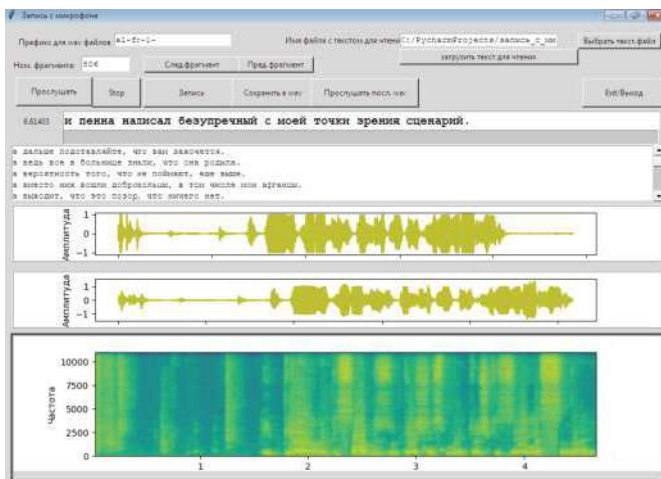 Запись с микрофона
Префикс для wav файлов al-fr-1- Имя файла с текстом для чтения C:/PycharmProjects/запись_с_ми Выбрать текст.файл
Ном. фрагмента: 506 След.фрагмент Пред.фрагмент загрузить текст для чтения
Прослушать Stop Запись Сохранить в wav Прослушать посл. wav Exit/Выход
и пенна написал безупречный с моей точки зрения сценарий.
а дальше подставляйте, что вам захочется.
а ведь все в больнице знали, что она родила.
а вероятность того, что не поймают, еще выше.
а вместо них вошли добровольцы, в том числе мои афганцы.
а выходит, что это позор, что ничего нет.
Амплитуда
1
0
−1
Амплитуда
1
0
−1
Частота
10000
7500
5000
2500
0
1 2 3 4